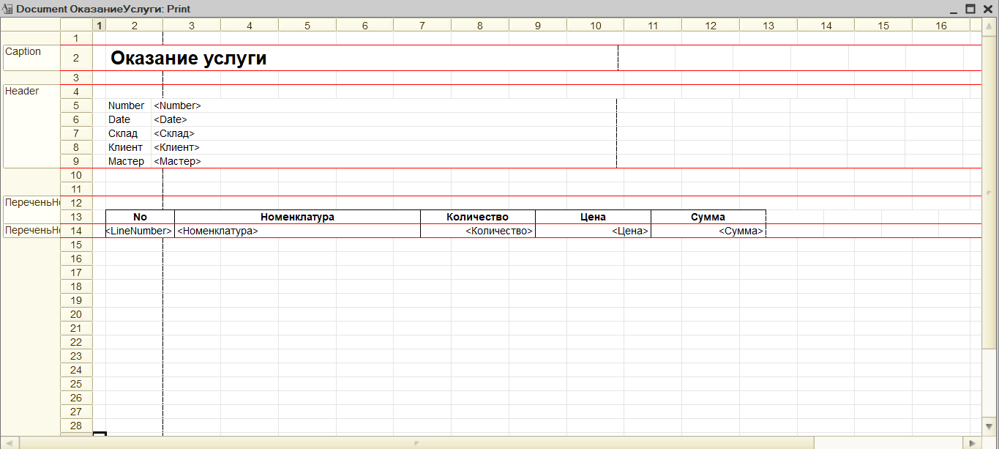 Document ОказаниеУслуги: Print
1 2 3 4 5 6 7 8 9 10 11 12 13 14 15 16
1
Caption 2 Оказание услуги
3
Header 4
5 Number <Number>
6 Date <Date>
7 Склад <Склад>
8 Клиент <Клиент>
9 Мастер <Мастер>
10
11
ПереченьНо 12
13 No Номенклатура Количество Цена Сумма
ПереченьНо 14 <LineNumber> <Номенклатура> <Количество> <Цена> <Сумма>
15
16
17
18
19
20
21
22
23
24
25
26
27
28